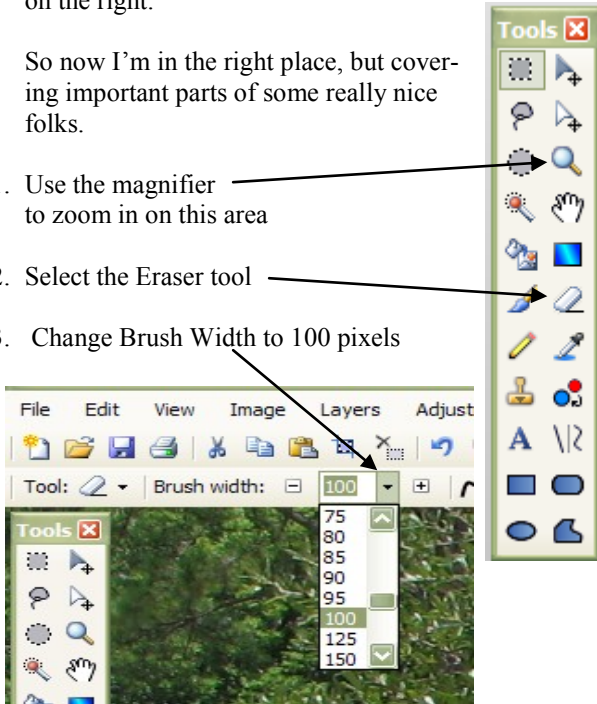 on the right.
So now I’m in the right place, but cover-
ing important parts of some really nice
folks.
. Use the magnifier
to zoom in on this area
2. Select the Eraser tool
3. Change Brush Width to 100 pixels
Tools
A
File Edit View Image Layers Adjust
Tool: Brush width: 100
Tools
75
80
85
90
95
100
125
150